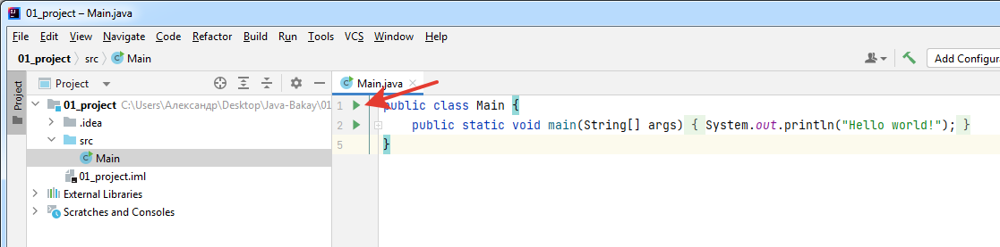 01_project – Main.java
File Edit View Navigate Code Refactor Build Run Tools VCS Window Help
01_project src Main
Add Configura
Project
Project
Main.java
01_project C:\Users\Александр\Desktop\Java-Bakay\01
.idea
src
Main
01_project.iml
External Libraries
Scratches and Consoles
1 public class Main {
2 public static void main(String[] args) { System.out.println("Hello world!"); }
5 }